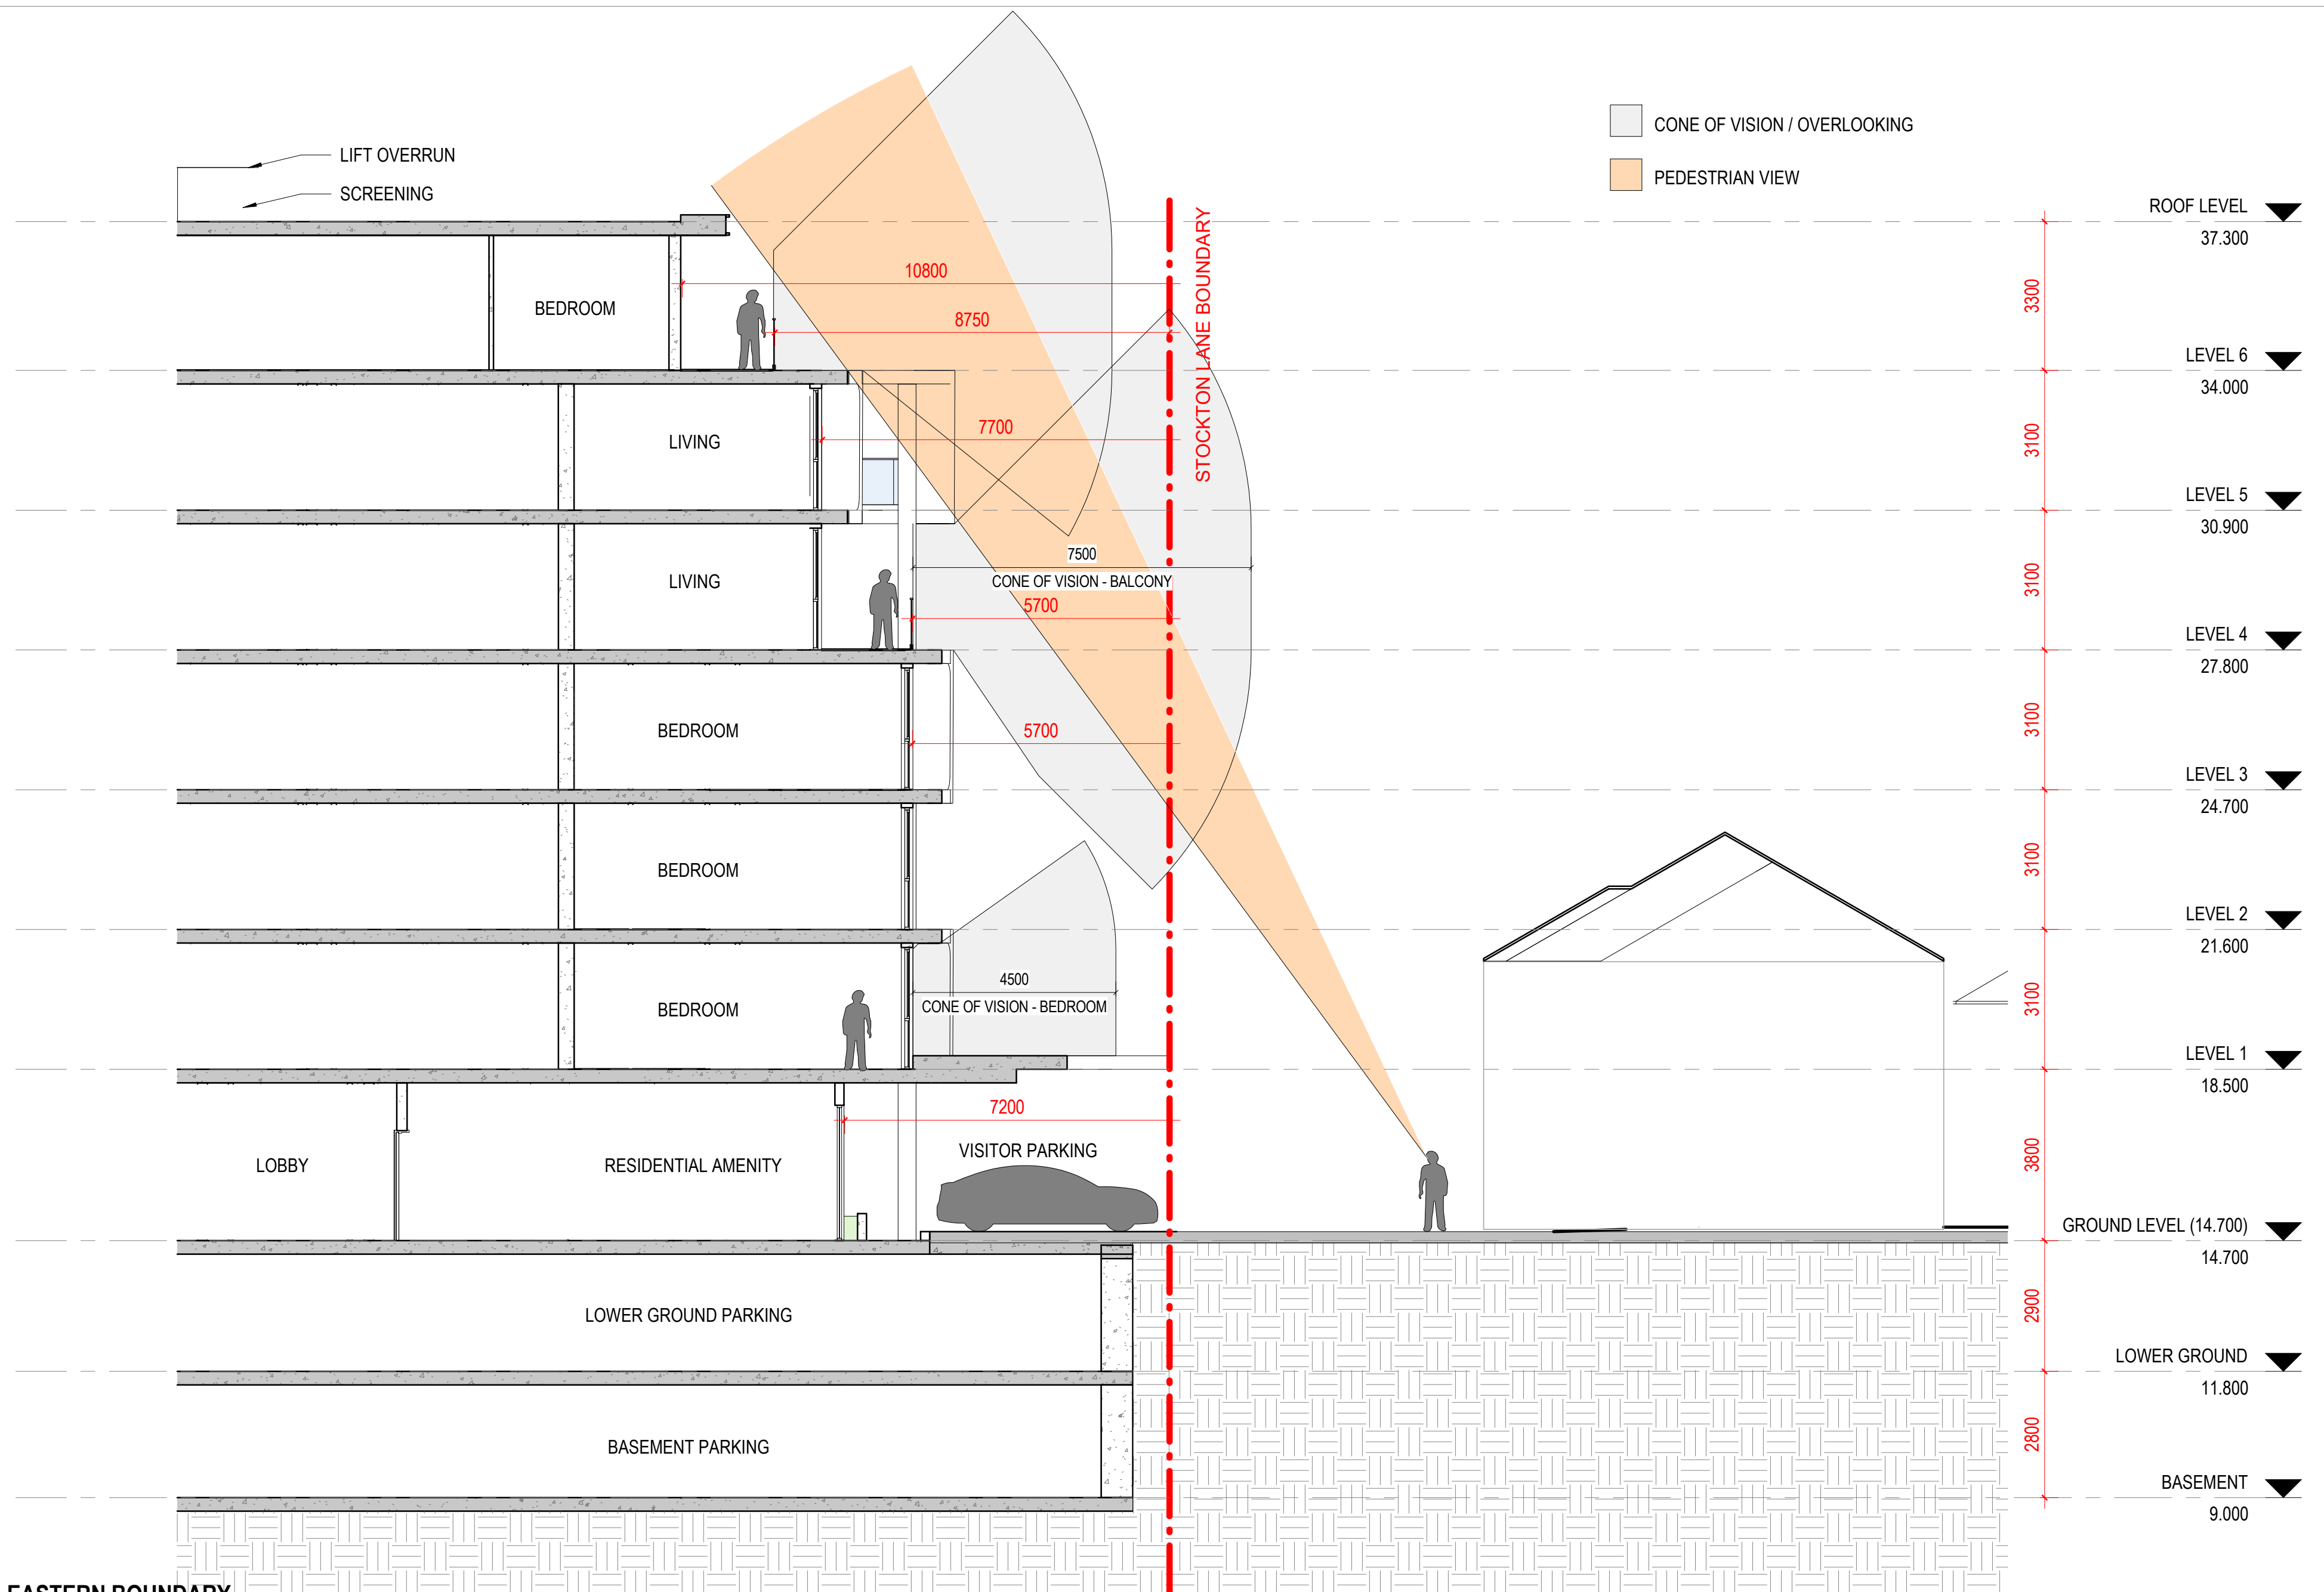 CONE OF VISION / OVERLOOKING
PEDESTRIAN VIEW
LIFT OVERRUN
SCREENING
STOCKTON LANE BOUNDARY
ROOF LEVEL
37.300
3300
10800
BEDROOM
8750
LEVEL 6
34.000
3100
7700
LIVING
LEVEL 5
30.900
3100
7500
CONE OF VISION - BALCONY
LIVING
5700
LEVEL 4
27.800
3100
BEDROOM
5700
LEVEL 3
24.700
3100
BEDROOM
LEVEL 2
21.600
3100
4500
CONE OF VISION - BEDROOM
BEDROOM
LEVEL 1
18.500
3800
7200
VISITOR PARKING
LOBBY
RESIDENTIAL AMENITY
GROUND LEVEL (14.700)
14.700
2900
LOWER GROUND PARKING
LOWER GROUND
11.800
2800
BASEMENT PARKING
BASEMENT
9.000
EASTERN BOUNDARY